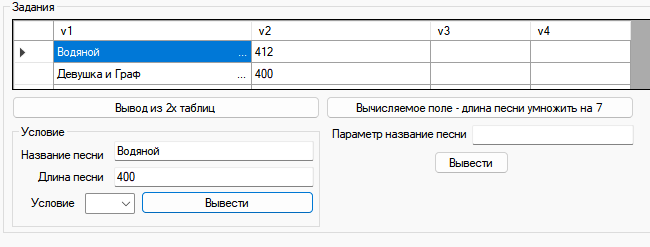 Задания
v1 v2 v3 v4
Водяной ... 412
Девушка и Граф ... 400
Вывод из 2х таблиц Вычисляемое поле - длина песни умножить на 7
Условие
Параметр название песни
Название песни Водяной
Вывести
Длина песни 400
Условие Вывести